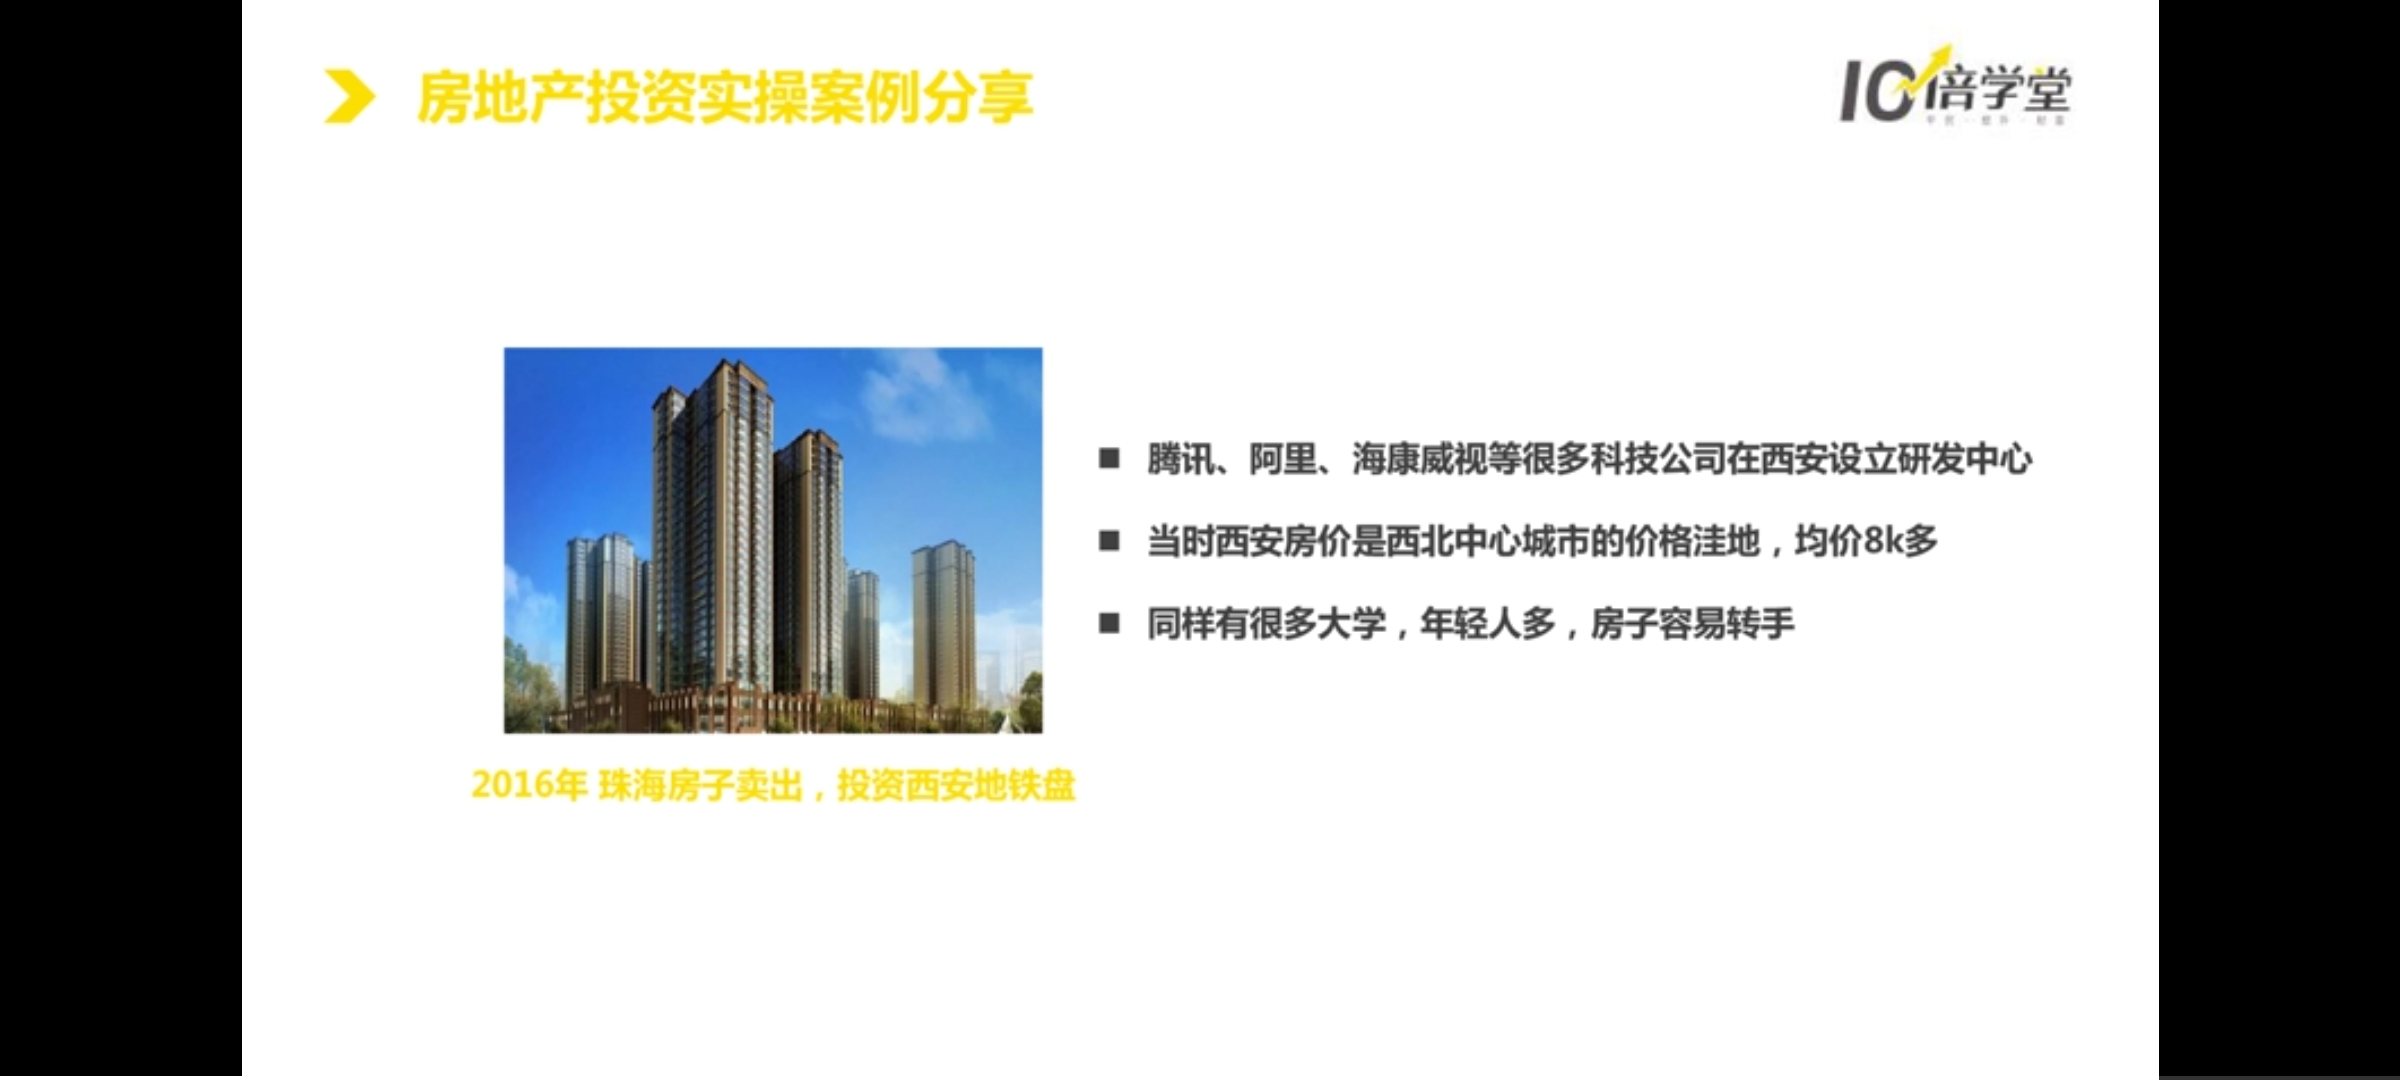 房地产投资实操案例分享
10倍学堂
腾讯、阿里、海康威视等很多科技公司在西安设立研发中心
当时西安房价是西北中心城市的价格洼地，均价8k多
同样有很多大学，年轻人多，房子容易转手
2016年 珠海房子卖出，投资西安地铁盘